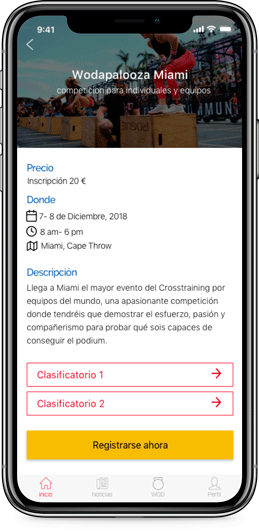 9:41
Wodapalooza Miami
competicion para individuales y equipos
Precio
Inscripción 20 €
Donde
7- 8 de Diciembre, 2018
8 am- 6 pm
Miami, Cape Throw
Descripción
Llega a Miami el mayor evento del Crosstraining por
equipos del mundo, una apasionante competición
donde tendréis que demostrar el esfuerzo, pasión y
compañerismo para probar qué sois capaces de
conseguir el podium.
Clasificatorio 1
Clasificatorio 2
Registrarse ahora
Inicio Noticias WOD Perfil